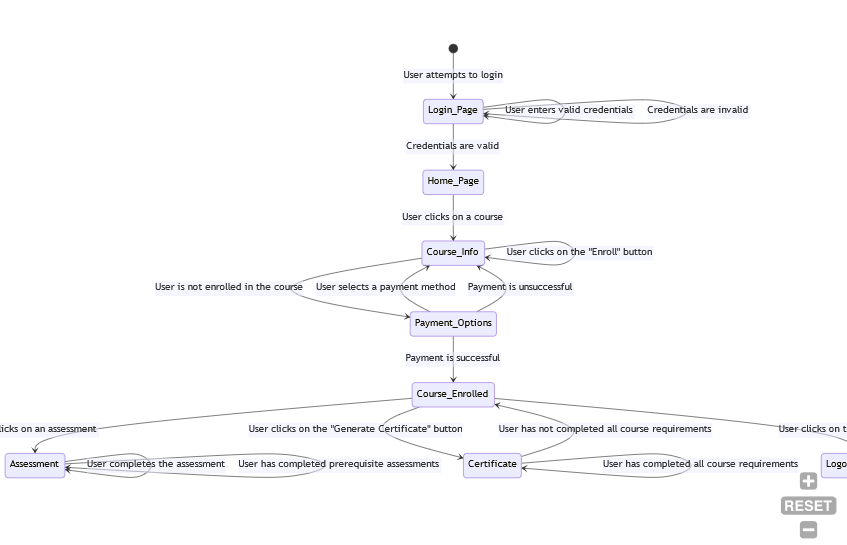 User attempts to login
Login_Page
User enters valid credentials
Credentials are invalid
Credentials are valid
Home_Page
User clicks on a course
Course_Info
User clicks on the "Enroll" button
User is not enrolled in the course
User selects a payment method
Payment is unsuccessful
Payment_Options
Payment is successful
Course_Enrolled
licks on an assessment
User clicks on the "Generate Certificate" button
User has not completed all course requirements
User clicks on t
Assessment
User completes the assessment
User has completed prerequisite assessments
Certificate
User has completed all course requirements
Logo
RESET